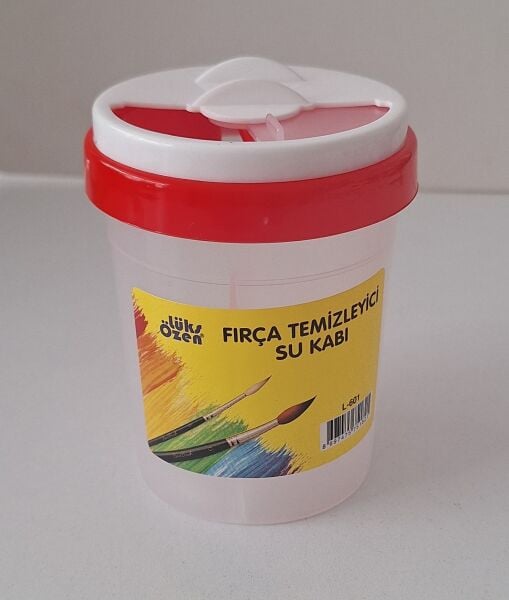 Lüks
Özen
FIRÇA TEMİZLEYİCİ
SU KABI
L-601